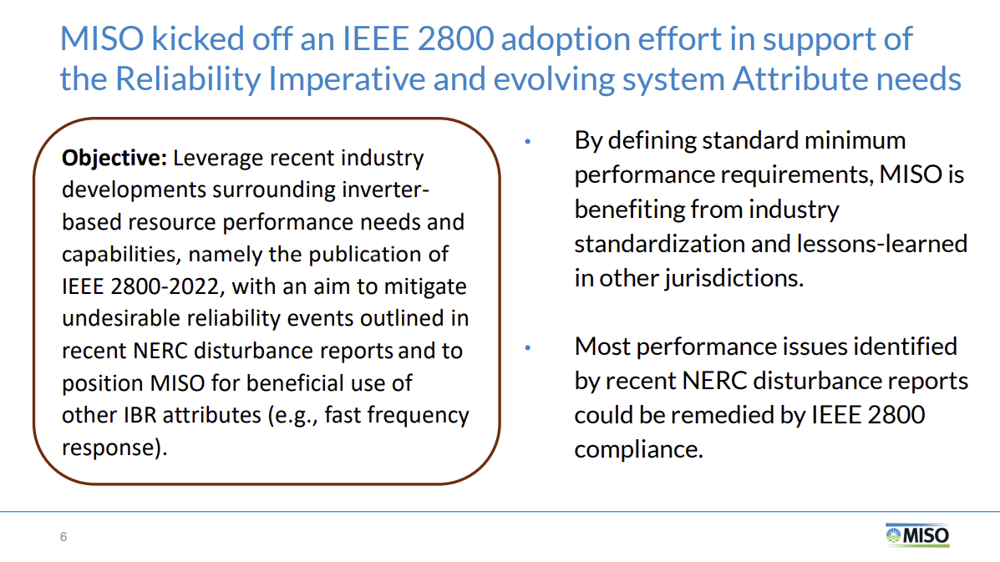 MISO kicked off an IEEE 2800 adoption effort in support of
the Reliability Imperative and evolving system Attribute needs
Objective: Leverage recent industry
developments surrounding inverter-
based resource performance needs and
capabilities, namely the publication of
IEEE 2800-2022, with an aim to mitigate
undesirable reliability events outlined in
recent NERC disturbance reports and to
position MISO for beneficial use of
other IBR attributes (e.g., fast frequency
response).
• By defining standard minimum
performance requirements, MISO is
benefiting from industry
standardization and lessons-learned
in other jurisdictions.
• Most performance issues identified
by recent NERC disturbance reports
could be remedied by IEEE 2800
compliance.
6
MISO